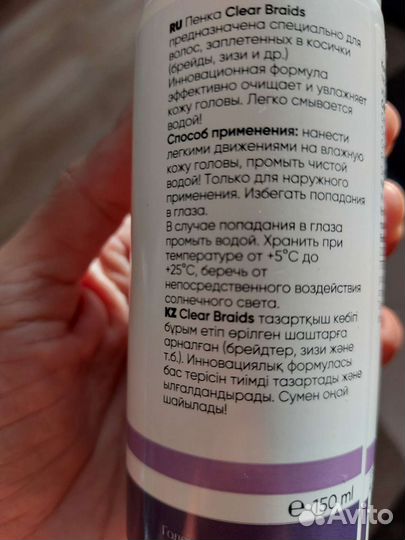 RU Пенка Clear Braids
предназначена специально для
волос, заплетенных в косички
(брейды, зизи и др.)
Инновационная формула
эффективно очищает и увлажняет
кожу головы. Легко смывается
водой!
Способ применения: нанести
легкими движениями на влажную
кожу головы, промыть чистой
водой! Только для наружного
применения. Избегать попадания
в глаза.
В случае попадания в глаза
промыть водой. Хранить при
температуре от +5°С до
+25°С, беречь от
непосредственного воздействия
солнечного света.
KZ Clear Braids тазартқыш көбігі
бұрым етіп өрілген шаштарға
арналған (брейдтер, зизи және
т.б.). Инновациялық формуласы
бас терісін тиімді тазартады және
ылғалдандырады. Сумен оңай
шайылады!
℮ 150 ml
Avito